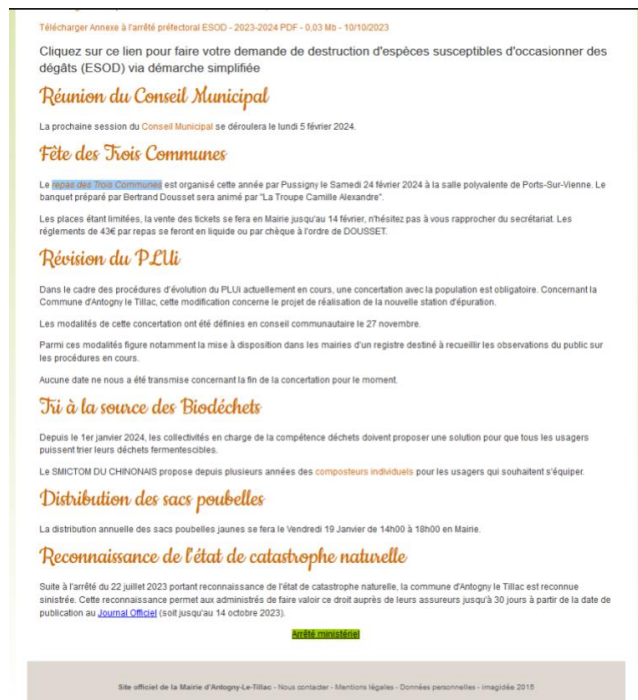 Télécharger Annexe à l'arrêté préfectoral ESOD - 2023-2024 PDF - 0,03 Mb - 10/10/2023
Cliquez sur ce lien pour faire votre demande de destruction d'espèces susceptibles d'occasionner des
dégâts (ESOD) via démarche simplifiée
Réunion du Conseil Municipal
La prochaine session du Conseil Municipal se déroulera le lundi 5 février 2024.
Fête des Trois Communes
Le repas des Trois Communes est organisé cette année par Pussigny le Samedi 24 février 2024 à la salle polyvalente de Ports-Sur-Vienne. Le
banquet préparé par Bertrand Dousset sera animé par "La Troupe Camille Alexandre".
Les places étant limitées, la vente des tickets se fera en Mairie jusqu'au 14 février, n'hésitez pas à vous rapprocher du secrétariat. Les
réglements de 43€ par repas se feront en liquide ou par chèque à l'ordre de DOUSSET.
Révision du PLUi
Dans le cadre des procédures d'évolution du PLUi actuellement en cours, une concertation avec la population est obligatoire. Concernant la
Commune d'Antogny le Tillac, cette modification concerne le projet de réalisation de la nouvelle station d'épuration.
Les modalités de cette concertation ont été définies en conseil communautaire le 27 novembre.
Parmi ces modalités figure notamment la mise à disposition dans les mairies d'un registre destiné à recueillir les observations du public sur
les procédures en cours.
Aucune date ne nous a été transmise concernant la fin de la concertation pour le moment.
Tri à la source des Biodéchets
Depuis le 1er janvier 2024, les collectivités en charge de la compétence déchets doivent proposer une solution pour que tous les usagers
puissent trier leurs déchets fermentescibles.
Le SMICTOM DU CHINONAIS propose depuis plusieurs années des composteurs individuels pour les usagers qui souhaitent s'équiper.
Distribution des sacs poubelles
La distribution annuelle des sacs poubelles jaunes se fera le Vendredi 19 Janvier de 14h00 à 18h00 en Mairie.
Reconnaissance de l'état de catastrophe naturelle
Suite à l'arrêté du 22 juillet 2023 portant reconnaissance de l'état de catastrophe naturelle, la commune d'Antogny le Tillac est reconnue
sinistrée. Cette reconnaissance permet aux administrés de faire valoir ce droit auprès de leurs assureurs jusqu'à 30 jours à partir de la date de
publication au Journal Officiel (soit jusqu'au 14 octobre 2023).
Arrêté ministériel
Site officiel de la Mairie d'Antogny-Le-Tillac - Nous contacter - Mentions légales - Données personnelles - imagidée 2015